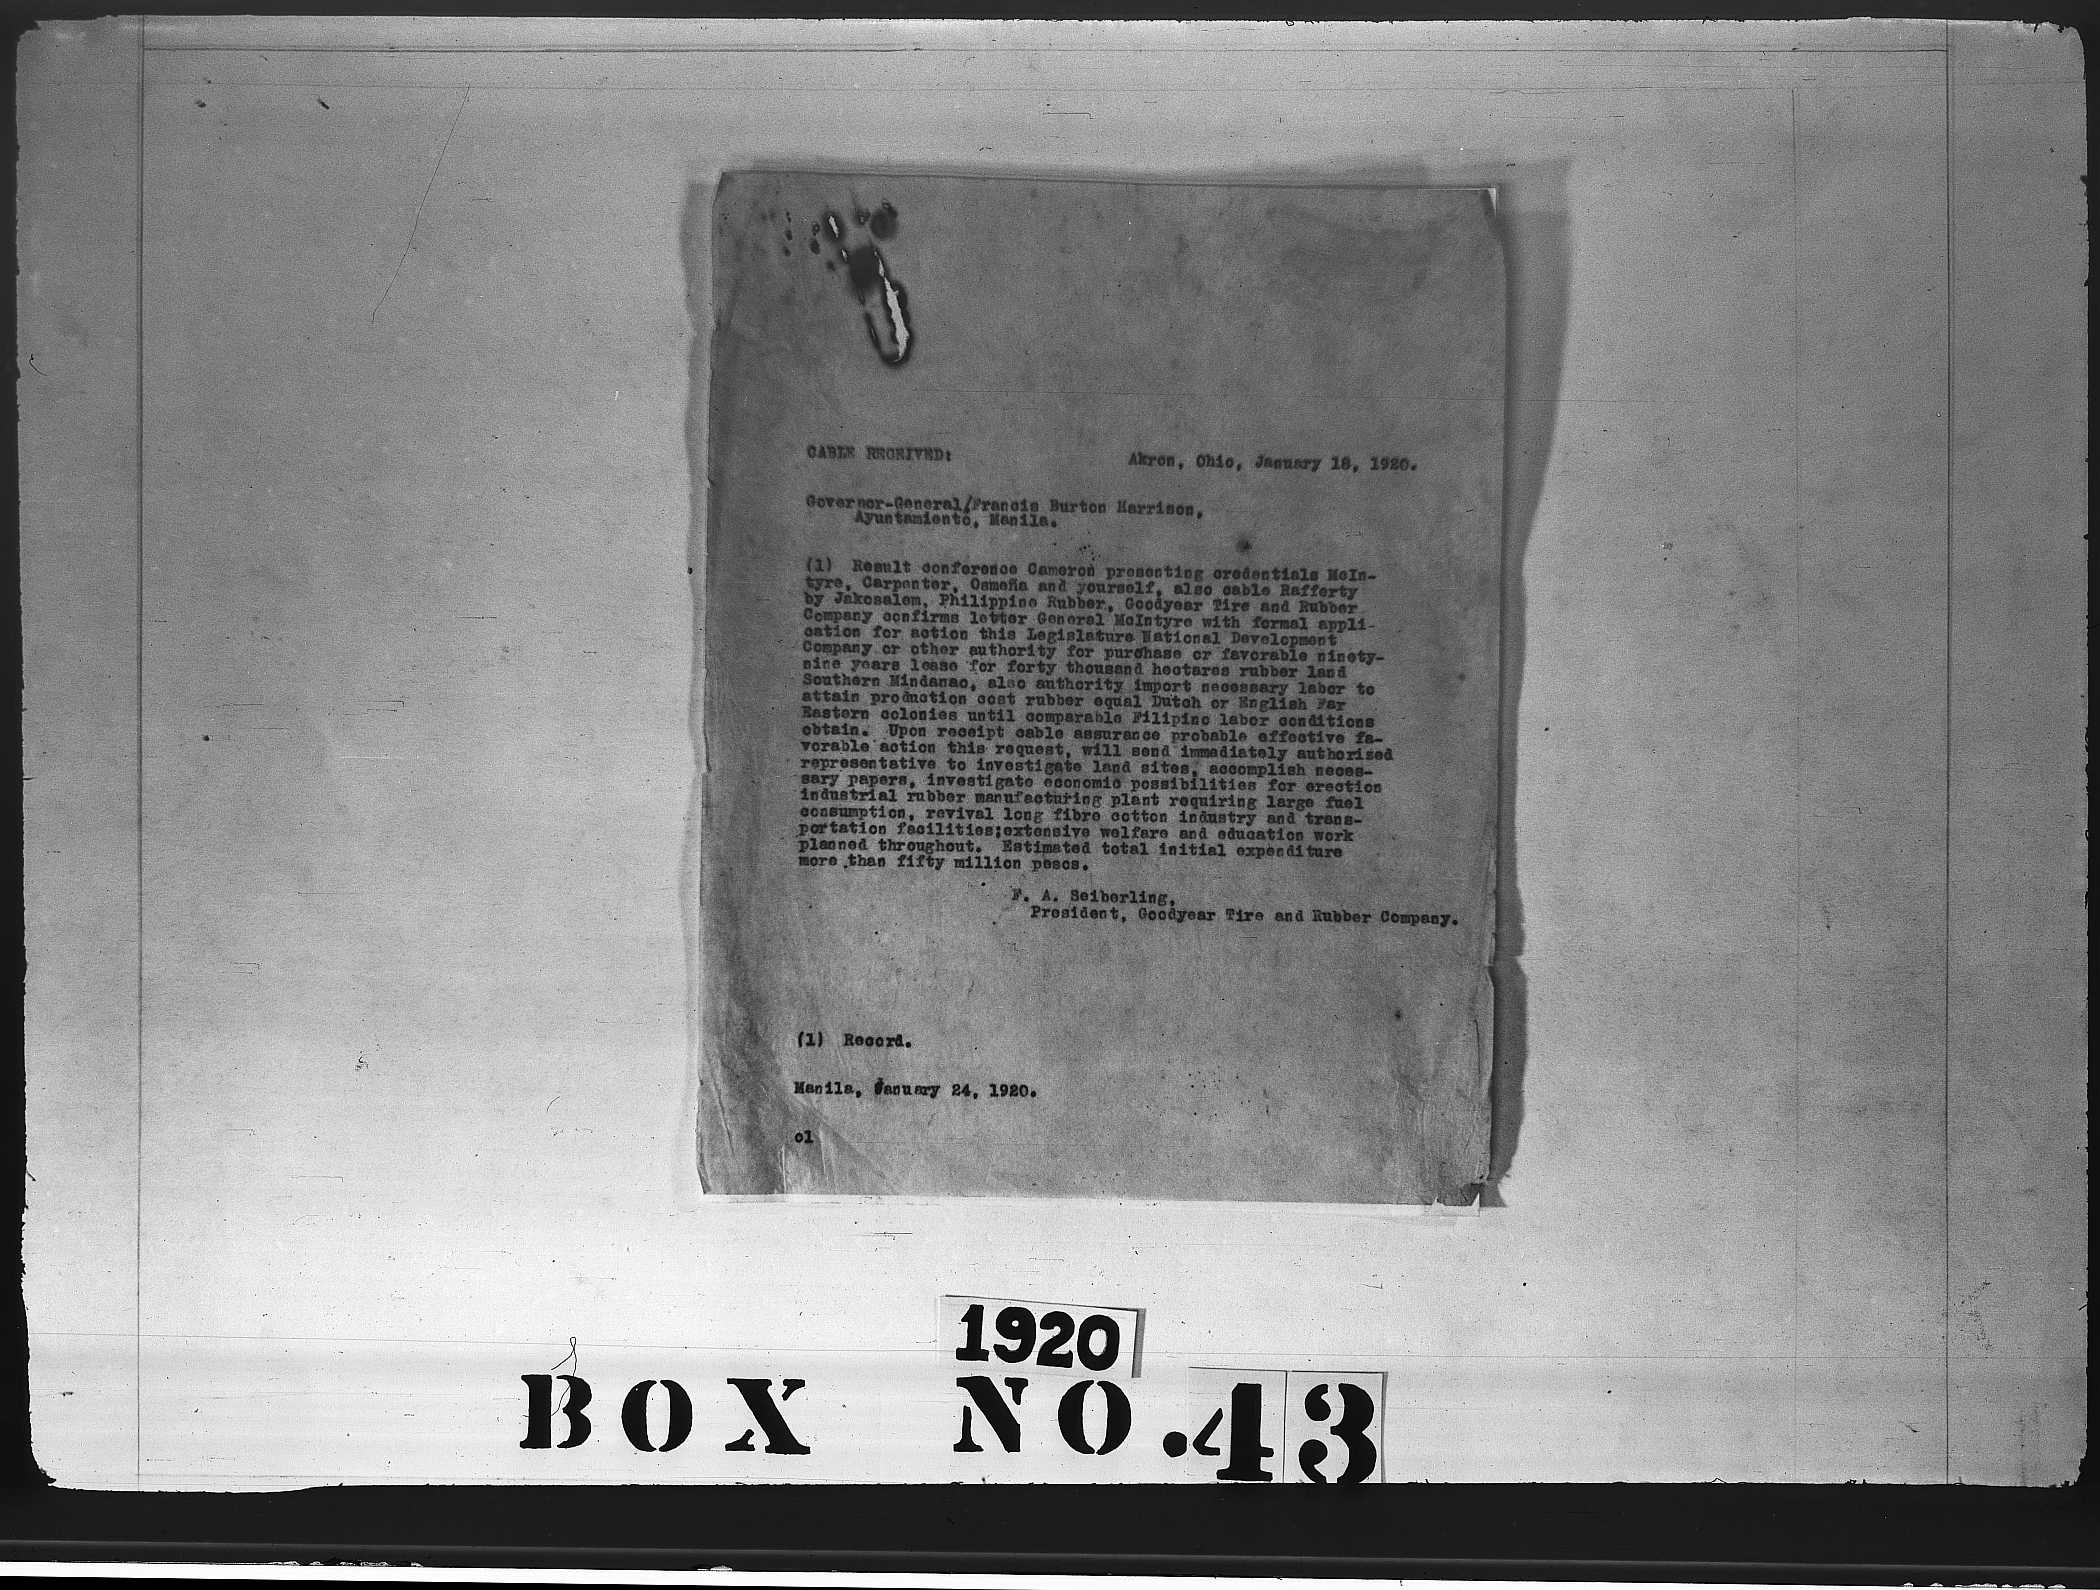 CABLE RECEIVED:
Akron, Ohio, January 18, 1920.
Governor-General/Francis Burton Harrison,
Ayuntamiento, Manila.
(1) Result conference Cameron presenting credentials McIn-
tyre, Carpenter, Osmeña and yourself, also cable Rafferty
by Jakosalem, Philippine Rubber, Goodyear Tire and Rubber
Company confirms letter General McIntyre with formal appli-
cation for action this Legislature National Development
Company or other authority for purchase or favorable ninety-
nine years lease for forty thousand hectares rubber land
Southern Mindanao, also authority import necessary labor to
attain production cost rubber equal Dutch or English Far
Eastern colonies until comparable Filipino labor conditions
obtain. Upon receipt cable assurance probable effective fa-
vorable action this request, will send immediately authorized
representative to investigate land sites, accomplish neces-
sary papers, investigate economic possibilities for erection
industrial rubber manufacturing plant requiring large fuel
consumption, revival long fibre cotton industry and trans-
portation facilities;extensive welfare and education work
planned throughout. Estimated total initial expenditure
more than fifty million pesos.
F. A. Seiberling,
President, Goodyear Tire and Rubber Company.
(1) Record.
Manila, January 24, 1920.
cl
1920
BOX NO.43